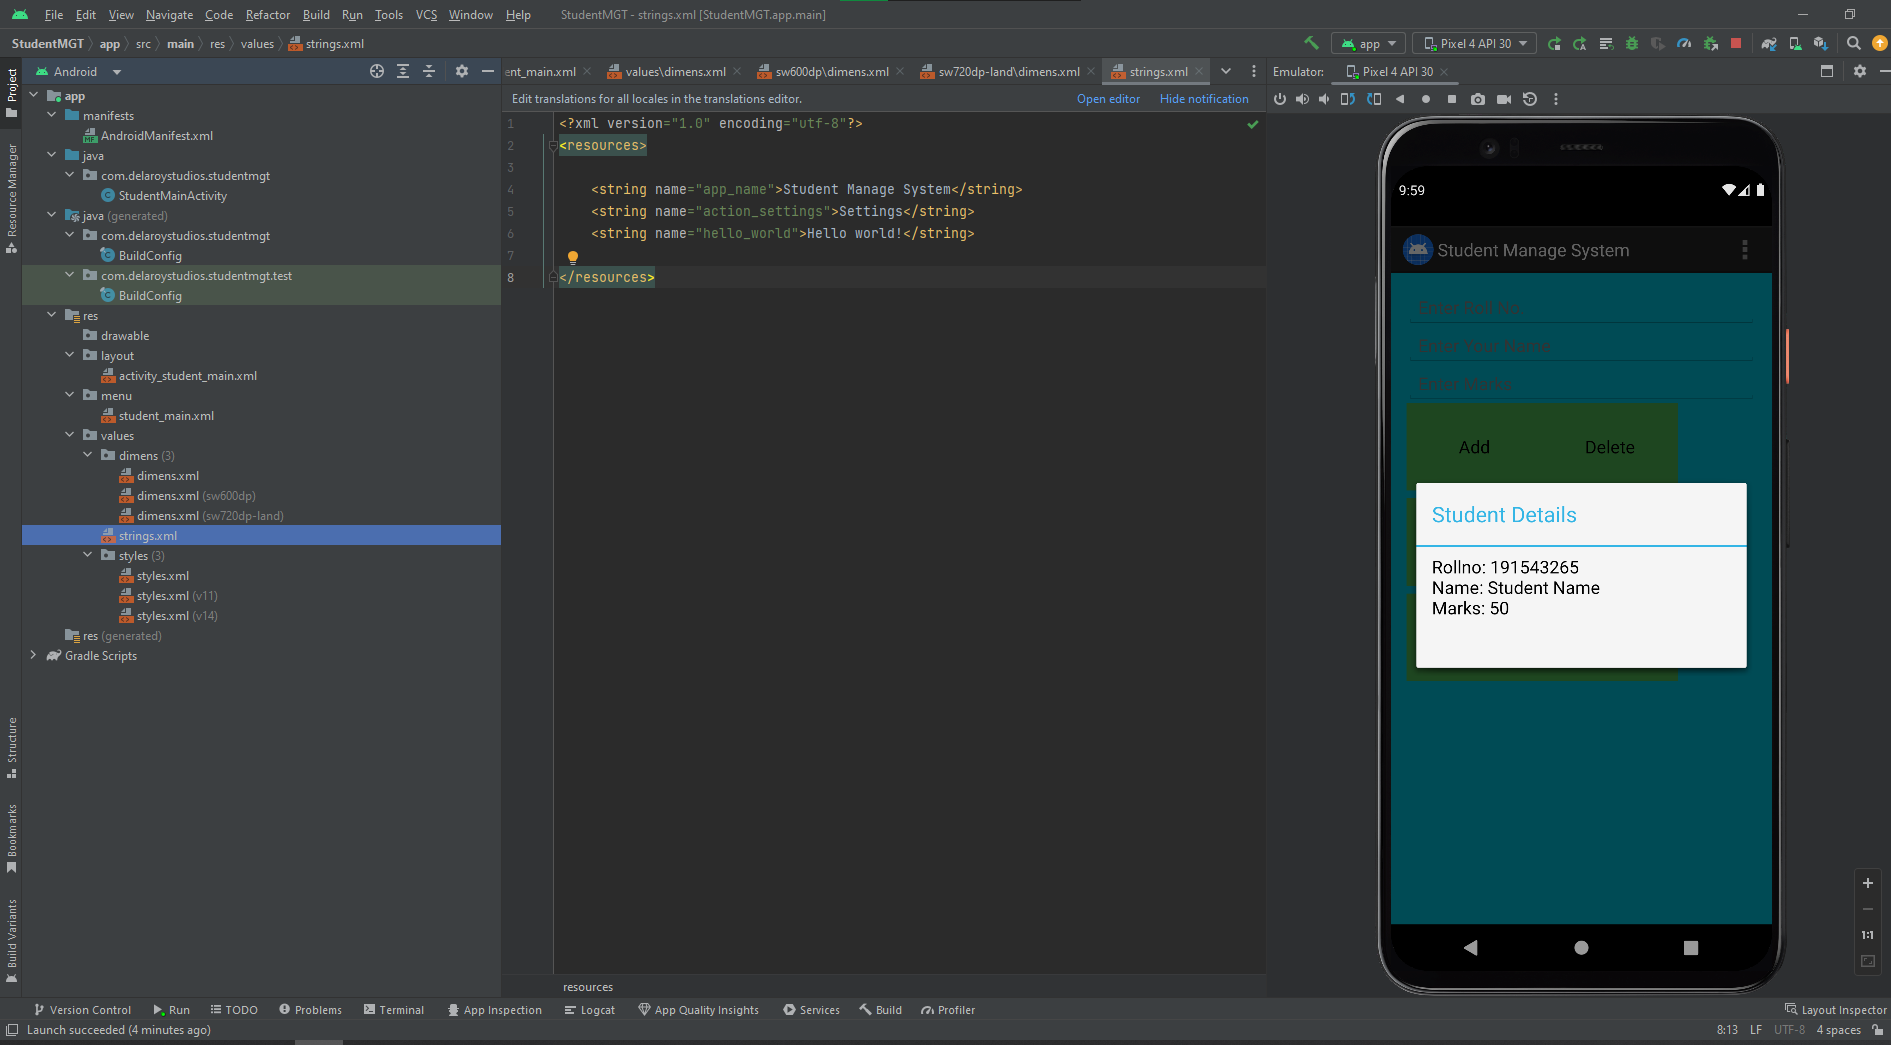 File Edit View Navigate Code Refactor Build Run Tools VCS Window Help StudentMGT - strings.xml [StudentMGT.app.main]
StudentMGT app src main res values strings.xml
app Pixel 4 API 30
Android
ent_main.xml values\dimens.xml sw600dp\dimens.xml sw720dp-land\dimens.xml strings.xml
Emulator: Pixel 4 API 30
Edit translations for all locales in the translations editor. Open editor Hide notification
Project
Resource Manager
Structure
Bookmarks
Build Variants
app
manifests
AndroidManifest.xml
java
com.delaroystudios.studentmgt
StudentMainActivity
java (generated)
com.delaroystudios.studentmgt
BuildConfig
com.delaroystudios.studentmgt.test
BuildConfig
res
drawable
layout
activity_student_main.xml
menu
student_main.xml
values
dimens (3)
dimens.xml
dimens.xml (sw600dp)
dimens.xml (sw720dp-land)
strings.xml
styles (3)
styles.xml
styles.xml (v11)
styles.xml (v14)
res (generated)
Gradle Scripts
1 <?xml version="1.0" encoding="utf-8"?>
2 <resources>
3
4 <string name="app_name">Student Manage System</string>
5 <string name="action_settings">Settings</string>
6 <string name="hello_world">Hello world!</string>
7
8 </resources>
resources
9:59
Student Manage System
Enter Roll No
Enter Your Name
Enter Marks
Add Delete
Student Details
Rollno: 191543265
Name: Student Name
Marks: 50
1:1
Version Control Run TODO Problems Terminal App Inspection Logcat App Quality Insights Services Build Profiler Layout Inspector
Launch succeeded (4 minutes ago) 8:13 LF UTF-8 4 spaces